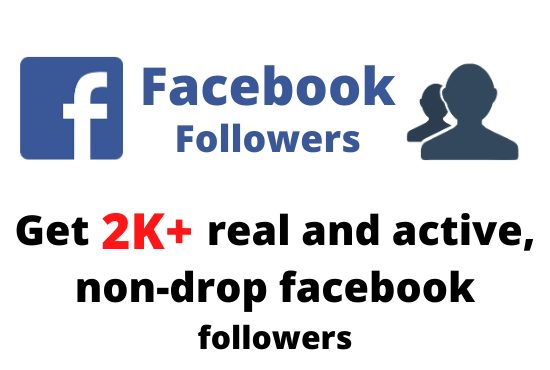 Facebook
Followers
Get 2K+ real and active,
non-drop facebook
followers